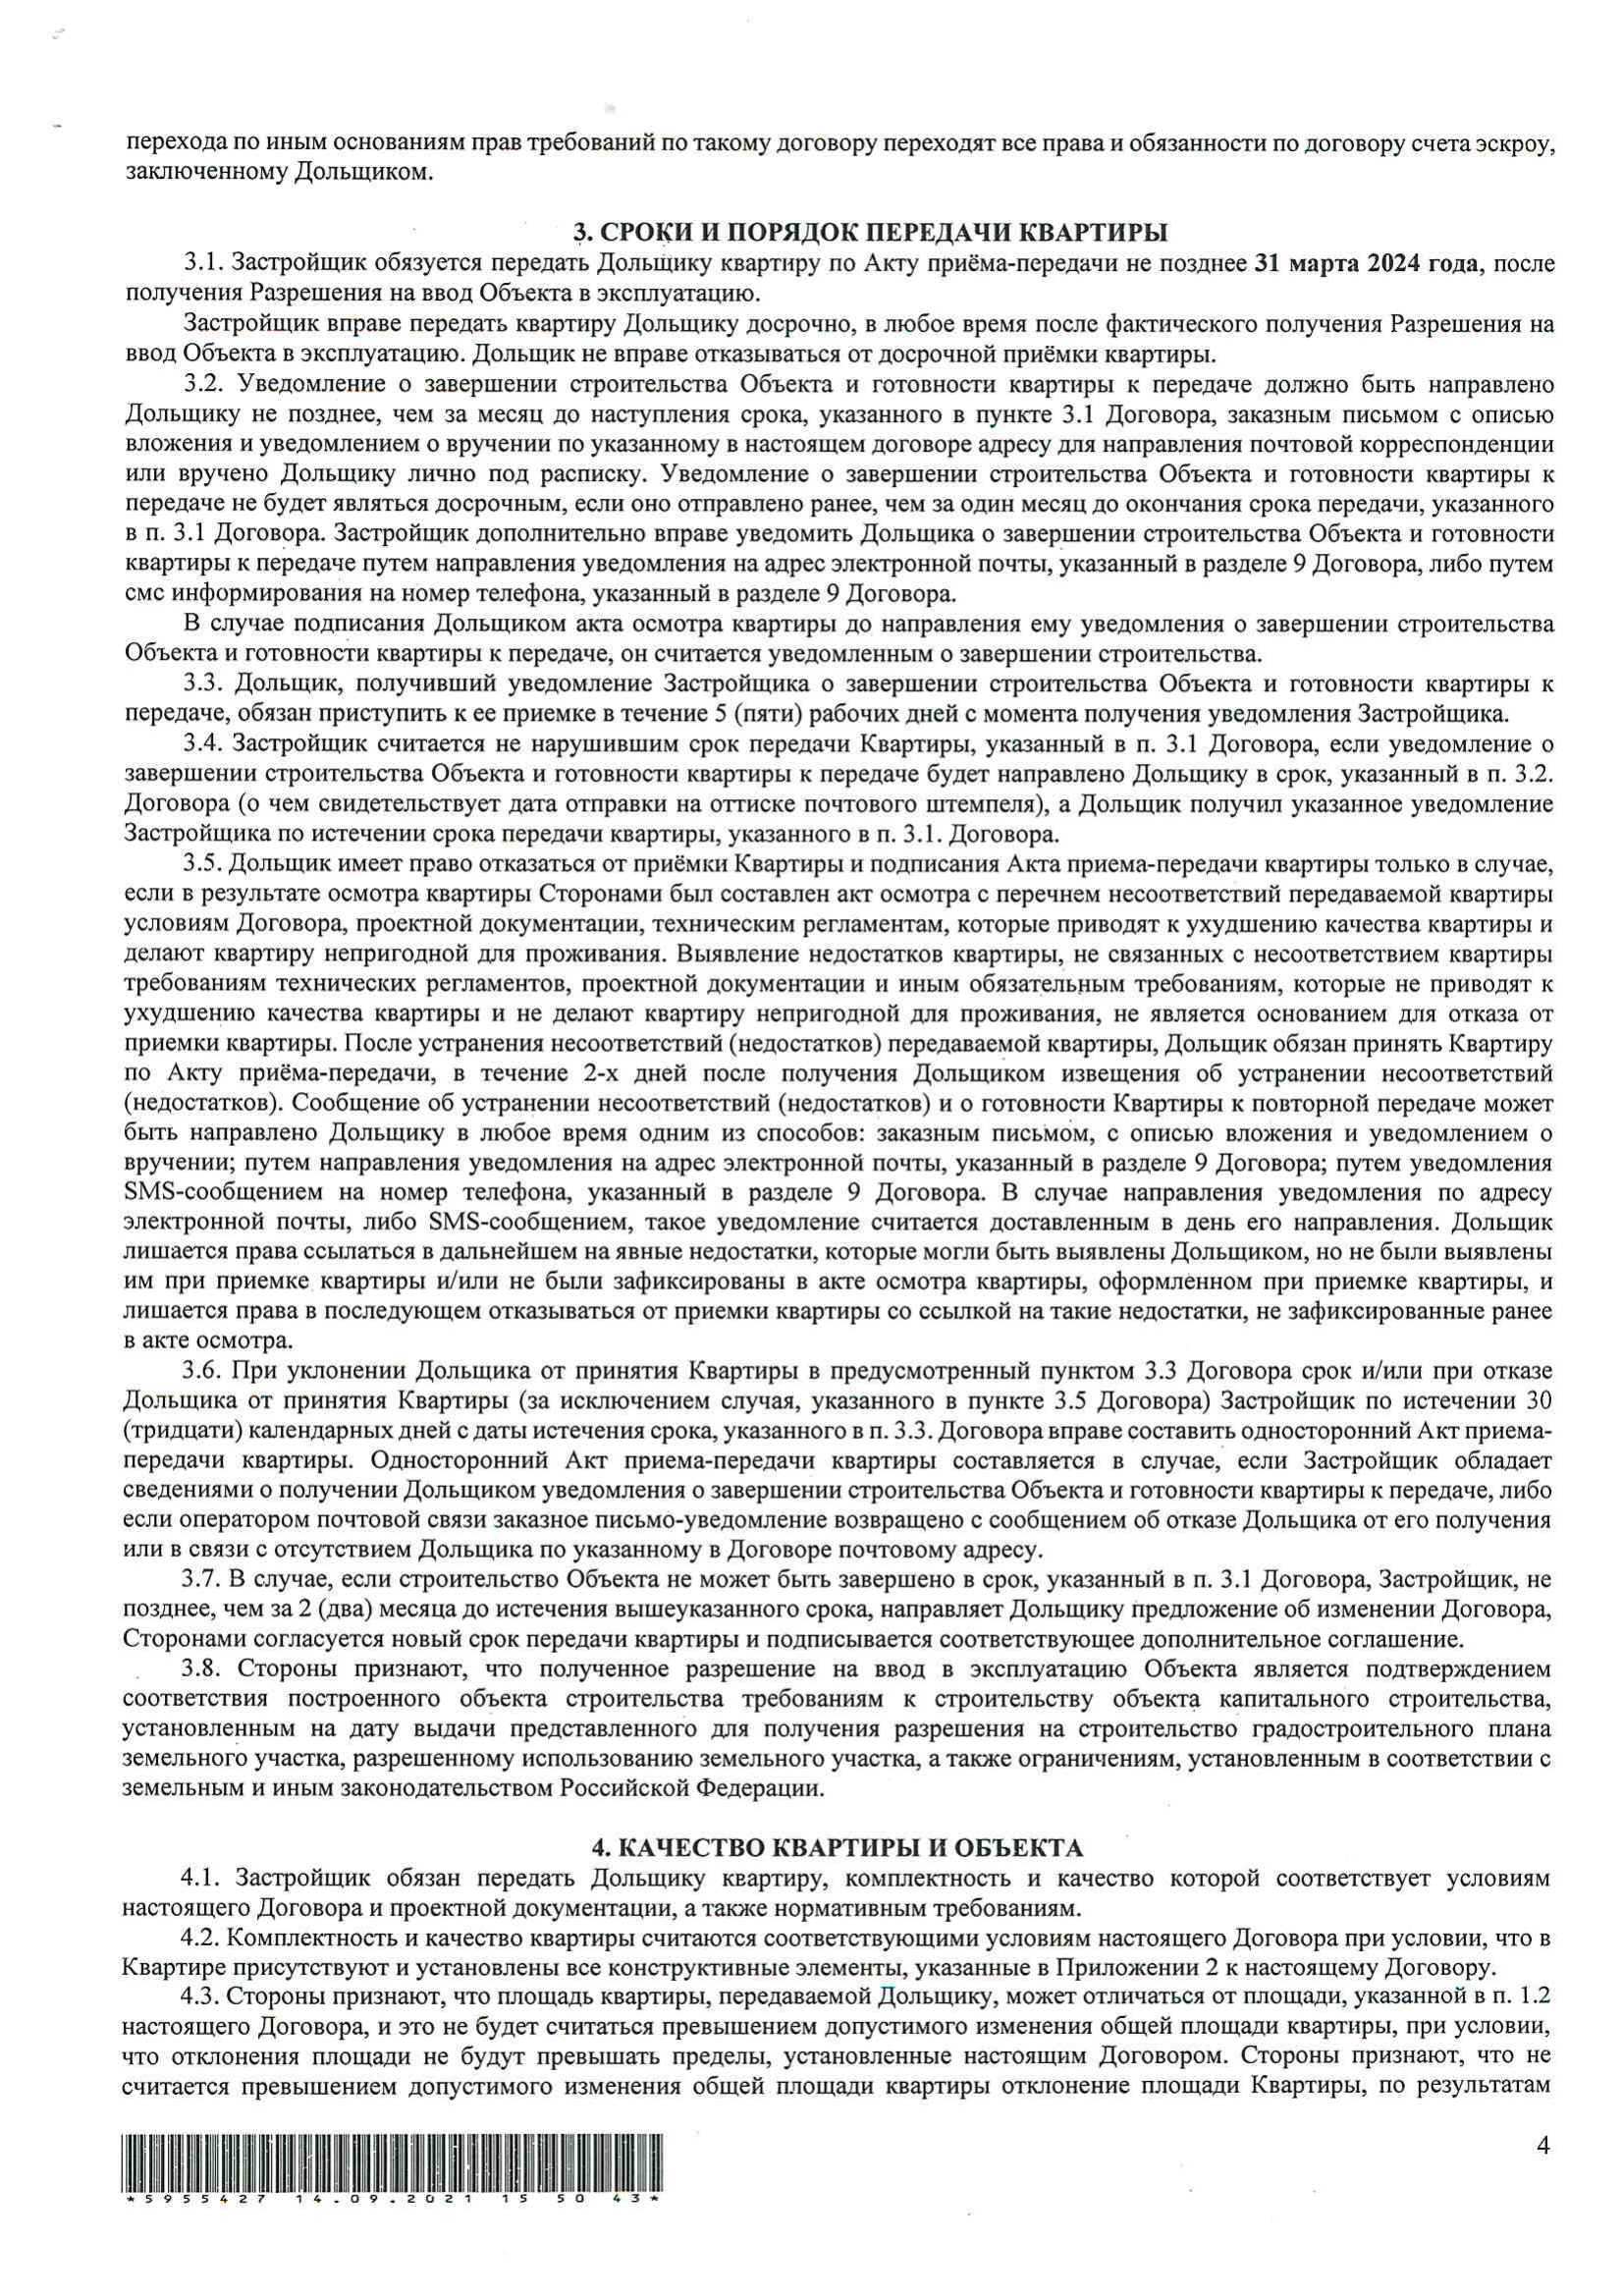 перехода по иным основаниям прав требований по такому договору переходят все права и обязанности по договору счета эскроу,
заключенному Дольщиком.
3. СРОКИ И ПОРЯДОК ПЕРЕДАЧИ КВАРТИРЫ
3.1. Застройщик обязуется передать Дольщику квартиру по Акту приёма-передачи не позднее 31 марта 2024 года, после
получения Разрешения на ввод Объекта в эксплуатацию.
Застройщик вправе передать квартиру Дольщику досрочно, в любое время после фактического получения Разрешения на
ввод Объекта в эксплуатацию. Дольщик не вправе отказываться от досрочной приёмки квартиры.
3.2. Уведомление о завершении строительства Объекта и готовности квартиры к передаче должно быть направлено
Дольщику не позднее, чем за месяц до наступления срока, указанного в пункте 3.1 Договора, заказным письмом с описью
вложения и уведомлением о вручении по указанному в настоящем договоре адресу для направления почтовой корреспонденции
или вручено Дольщику лично под расписку. Уведомление о завершении строительства Объекта и готовности квартиры к
передаче не будет являться досрочным, если оно отправлено ранее, чем за один месяц до окончания срока передачи, указанного
в п. 3.1 Договора. Застройщик дополнительно вправе уведомить Дольщика о завершении строительства Объекта и готовности
квартиры к передаче путем направления уведомления на адрес электронной почты, указанный в разделе 9 Договора, либо путем
смс информирования на номер телефона, указанный в разделе 9 Договора.
В случае подписания Дольщиком акта осмотра квартиры до направления ему уведомления о завершении строительства
Объекта и готовности квартиры к передаче, он считается уведомленным о завершении строительства.
3.3. Дольщик, получивший уведомление Застройщика о завершении строительства Объекта и готовности квартиры к
передаче, обязан приступить к ее приемке в течение 5 (пяти) рабочих дней с момента получения уведомления Застройщика.
3.4. Застройщик считается не нарушившим срок передачи Квартиры, указанный в п. 3.1 Договора, если уведомление о
завершении строительства Объекта и готовности квартиры к передаче будет направлено Дольщику в срок, указанный в п. 3.2.
Договора (о чем свидетельствует дата отправки на оттиске почтового штемпеля), а Дольщик получил указанное уведомление
Застройщика по истечении срока передачи квартиры, указанного в п. 3.1. Договора.
3.5. Дольщик имеет право отказаться от приёмки Квартиры и подписания Акта приема-передачи квартиры только в случае,
если в результате осмотра квартиры Сторонами был составлен акт осмотра с перечнем несоответствий передаваемой квартиры
условиям Договора, проектной документации, техническим регламентам, которые приводят к ухудшению качества квартиры и
делают квартиру непригодной для проживания. Выявление недостатков квартиры, не связанных с несоответствием квартиры
требованиям технических регламентов, проектной документации и иным обязательным требованиям, которые не приводят к
ухудшению качества квартиры и не делают квартиру непригодной для проживания, не является основанием для отказа от
приемки квартиры. После устранения несоответствий (недостатков) передаваемой квартиры, Дольщик обязан принять Квартиру
по Акту приёма-передачи, в течение 2-х дней после получения Дольщиком извещения об устранении несоответствий
(недостатков). Сообщение об устранении несоответствий (недостатков) и о готовности Квартиры к повторной передаче может
быть направлено Дольщику в любое время одним из способов: заказным письмом, с описью вложения и уведомлением о
вручении; путем направления уведомления на адрес электронной почты, указанный в разделе 9 Договора; путем уведомления
SMS-сообщением на номер телефона, указанный в разделе 9 Договора. В случае направления уведомления по адресу
электронной почты, либо SMS-сообщением, такое уведомление считается доставленным в день его направления. Дольщик
лишается права ссылаться в дальнейшем на явные недостатки, которые могли быть выявлены Дольщиком, но не были выявлены
им при приемке квартиры и/или не были зафиксированы в акте осмотра квартиры, оформленном при приемке квартиры, и
лишается права в последующем отказываться от приемки квартиры со ссылкой на такие недостатки, не зафиксированные ранее
в акте осмотра.
3.6. При уклонении Дольщика от принятия Квартиры в предусмотренный пунктом 3.3 Договора срок и/или при отказе
Дольщика от принятия Квартиры (за исключением случая, указанного в пункте 3.5 Договора) Застройщик по истечении 30
(тридцати) календарных дней с даты истечения срока, указанного в п. 3.3. Договора вправе составить односторонний Акт приема-
передачи квартиры. Односторонний Акт приема-передачи квартиры составляется в случае, если Застройщик обладает
сведениями о получении Дольщиком уведомления о завершении строительства Объекта и готовности квартиры к передаче, либо
если оператором почтовой связи заказное письмо-уведомление возвращено с сообщением об отказе Дольщика от его получения
или в связи с отсутствием Дольщика по указанному в Договоре почтовому адресу.
3.7. В случае, если строительство Объекта не может быть завершено в срок, указанный в п. 3.1 Договора, Застройщик, не
позднее, чем за 2 (два) месяца до истечения вышеуказанного срока, направляет Дольщику предложение об изменении Договора,
Сторонами согласуется новый срок передачи квартиры и подписывается соответствующее дополнительное соглашение.
3.8. Стороны признают, что полученное разрешение на ввод в эксплуатацию Объекта является подтверждением
соответствия построенного объекта строительства требованиям к строительству объекта капитального строительства,
установленным на дату выдачи представленного для получения разрешения на строительство градостроительного плана
земельного участка, разрешенному использованию земельного участка, а также ограничениям, установленным в соответствии с
земельным и иным законодательством Российской Федерации.
4. КАЧЕСТВО КВАРТИРЫ И ОБЪЕКТА
4.1. Застройщик обязан передать Дольщику квартиру, комплектность и качество которой соответствует условиям
настоящего Договора и проектной документации, а также нормативным требованиям.
4.2. Комплектность и качество квартиры считаются соответствующими условиям настоящего Договора при условии, что в
Квартире присутствуют и установлены все конструктивные элементы, указанные в Приложении 2 к настоящему Договору.
4.3. Стороны признают, что площадь квартиры, передаваемой Дольщику, может отличаться от площади, указанной в п. 1.2
настоящего Договора, и это не будет считаться превышением допустимого изменения общей площади квартиры, при условии,
что отклонения площади не будут превышать пределы, установленные настоящим Договором. Стороны признают, что не
считается превышением допустимого изменения общей площади квартиры отклонение площади Квартиры, по результатам
4
*5955427 14.09.2021 15 50 43*